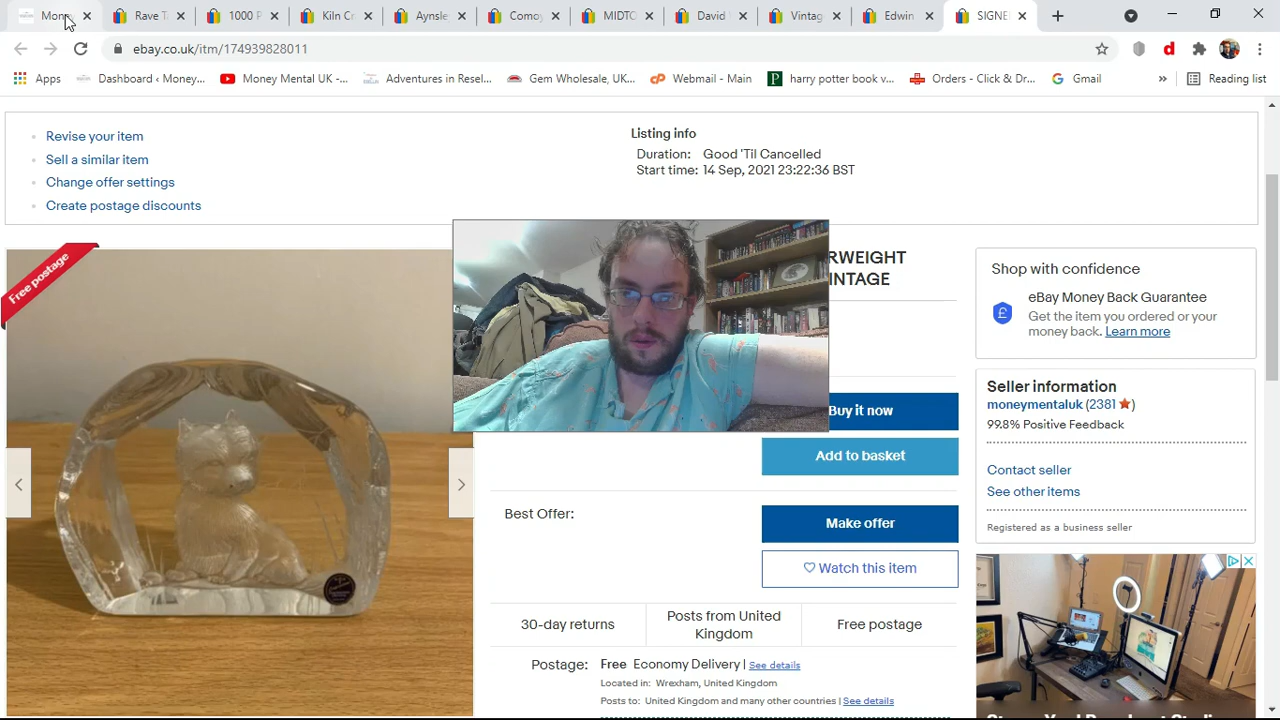 Mone
Rave T
1000 P
Kiln Cr
Aynsle
Comoy
MIDTO
David
Vintag
Edwin
SIGNE
ebay.co.uk/itm/174939828011
Apps
Dashboard ‹ Money...
Money Mental UK -...
Adventures in Resel...
Gem Wholesale, UK...
Webmail - Main
harry potter book v...
Orders - Click & Dr...
Gmail
»
Reading list
Revise your item
Sell a similar item
Change offer settings
Create postage discounts
Listing info
Duration: Good 'Til Cancelled
Start time: 14 Sep, 2021 23:22:36 BST
Free postage
RWEIGHT
INTAGE
Buy it now
Add to basket
Best Offer:
Make offer
Watch this item
30-day returns
Posts from United
Kingdom
Free postage
Postage: Free Economy Delivery | See details
Located in: Wrexham, United Kingdom
Posts to: United Kingdom and many other countries | See details
Shop with confidence
eBay Money Back Guarantee
Get the item you ordered or your
money back. Learn more
Seller information
moneymentaluk (2381 )
99.8% Positive Feedback
Contact seller
See other items
Registered as a business seller